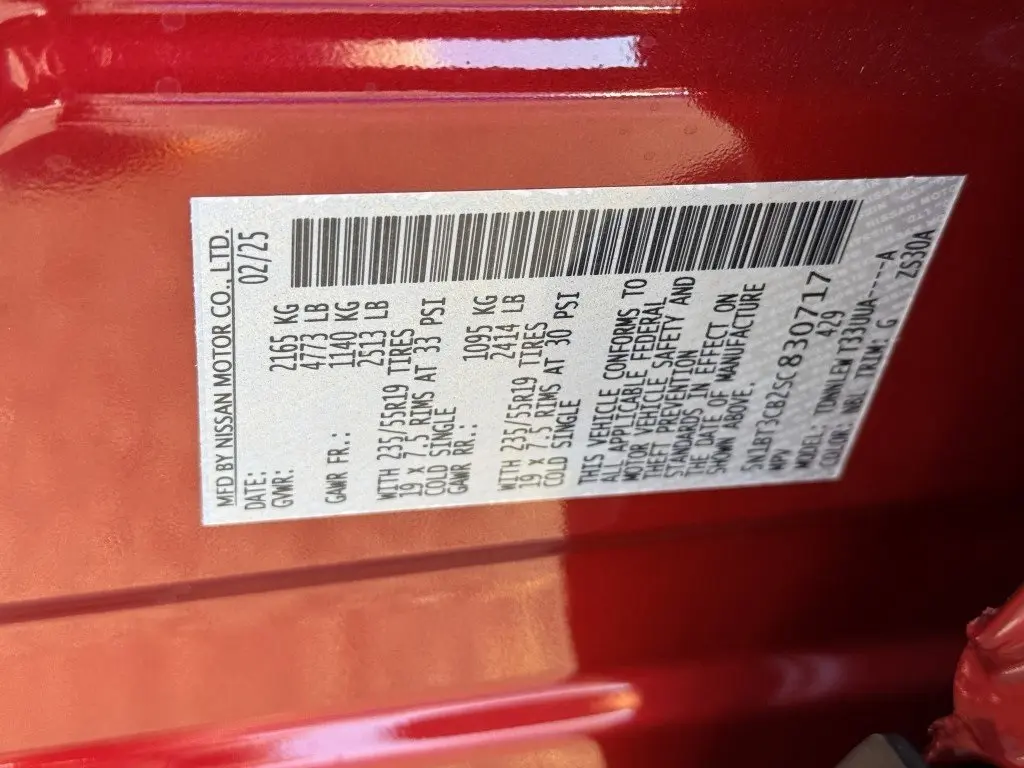 MFD BY NISSAN MOTOR CO., LTD.
DATE: 02/25
GVWR: 2165 KG
4773 LB
GAWR FR.: 1140 KG
2513 LB
WITH 235/55R19 TIRES
19 X 7.5 RIMS AT 33 PSI
COLD SINGLE
GAWR RR.: 1095 KG
2414 LB
WITH 235/55R19 TIRES
19 X 7.5 RIMS AT 30 PSI
COLD SINGLE
THIS VEHICLE CONFORMS TO
ALL APPLICABLE FEDERAL
MOTOR VEHICLE SAFETY AND
THEFT PREVENTION
STANDARDS IN EFFECT ON
THE DATE OF MANUFACTURE
SHOWN ABOVE.
5N1BT3CB2SC830717
MPV 429
MODEL: TDNNLEW T33UUA----A
COLOR: NBL TRIM: G ZS30A